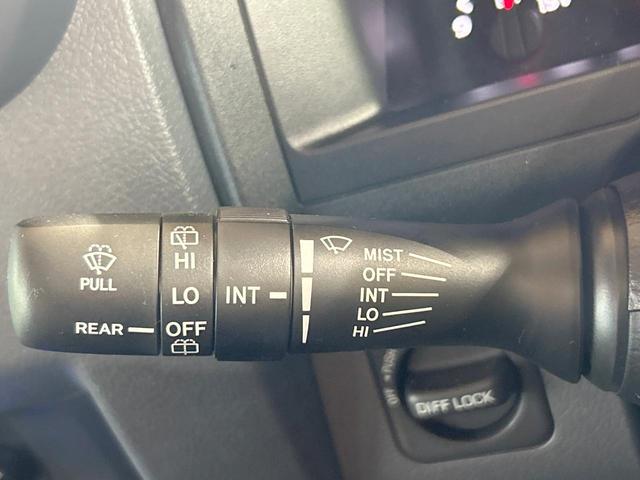 MIST
OFF
INT
LO
HI
INT
HI
LO
OFF
PULL
REAR
DIFF LOCK